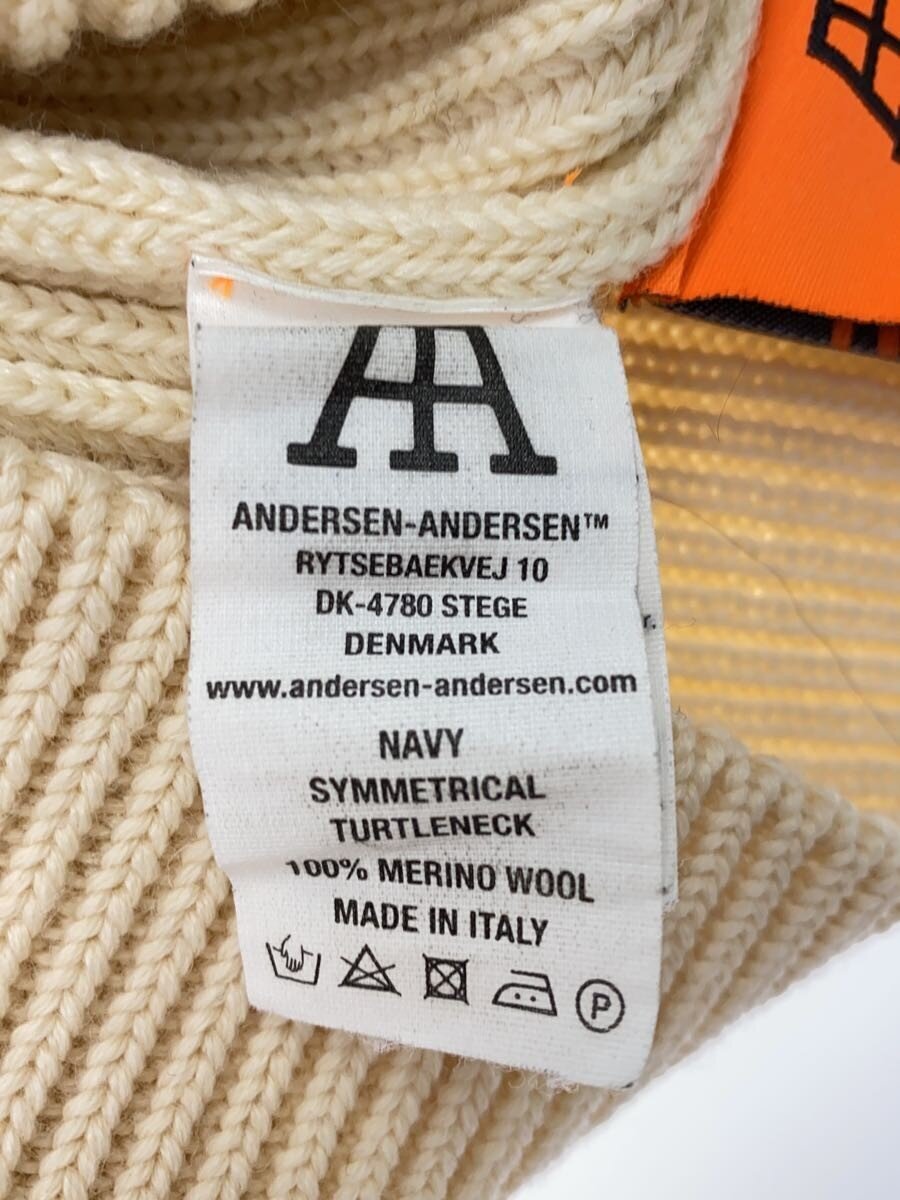 ANDERSEN-ANDERSEN™
RYTSEBAEKVEJ 10
DK-4780 STEGE
DENMARK
www.andersen-andersen.com
NAVY
SYMMETRICAL
TURTLENECK
100% MERINO WOOL
MADE IN ITALY
P
r.